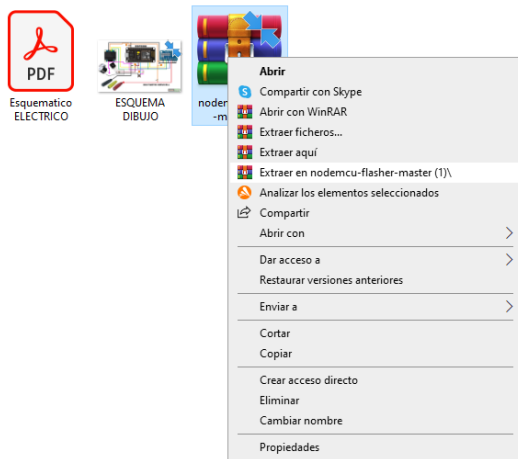 PDF
Esquematico
ELECTRICO
ESQUEMA
DIBUJO
Abrir
Compartir con Skype
Abrir con WinRAR
Extraer ficheros...
Extraer aquí
Extraer en nodemcu-flasher-master (1)\
Analizar los elementos seleccionados
Compartir
Abrir con
Dar acceso a
Restaurar versiones anteriores
Enviar a
Cortar
Copiar
Crear acceso directo
Eliminar
Cambiar nombre
Propiedades